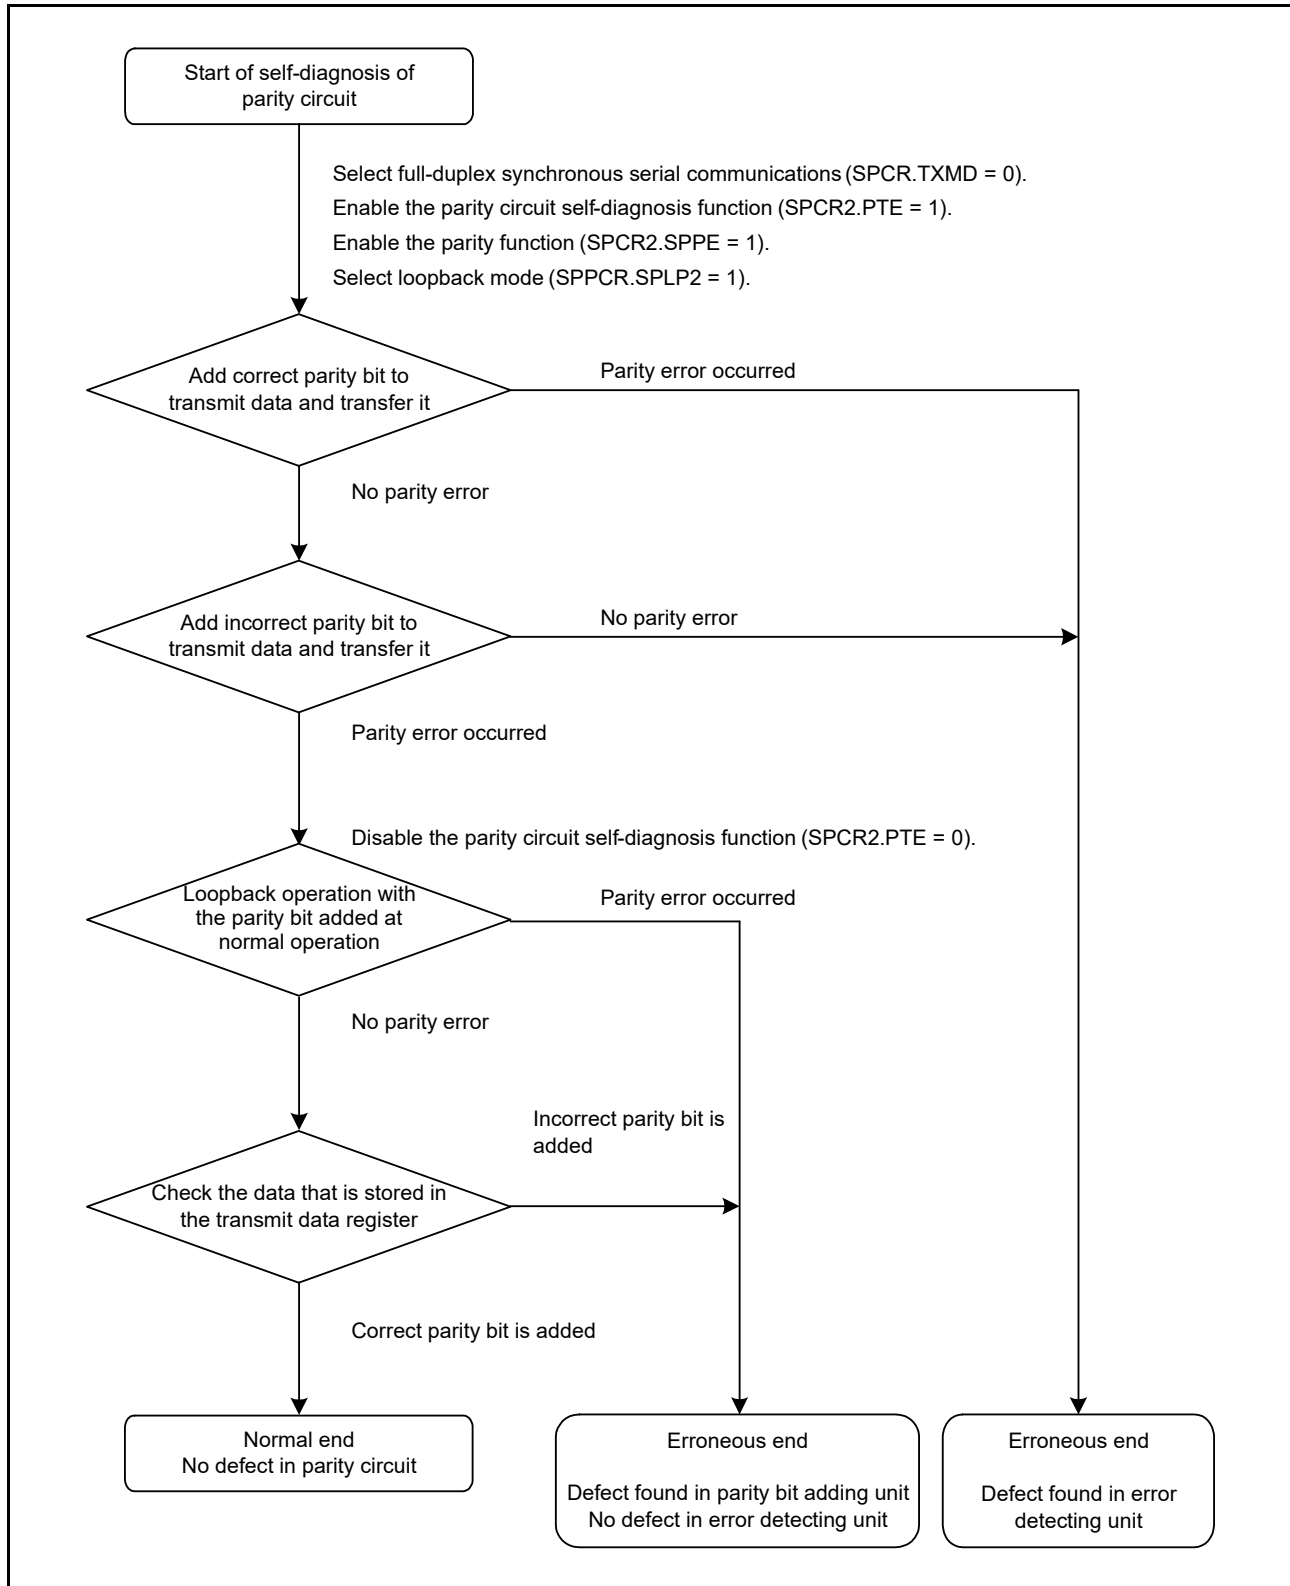 Start of self-diagnosis of
parity circuit
Select full-duplex synchronous serial communications (SPCR.TXMD = 0).
Enable the parity circuit self-diagnosis function (SPCR2.PTE = 1).
Enable the parity function (SPCR2.SPPE = 1).
Select loopback mode (SPPCR.SPLP2 = 1).
Add correct parity bit to
transmit data and transfer it
Parity error occurred
No parity error
Add incorrect parity bit to
transmit data and transfer it
No parity error
Parity error occurred
Disable the parity circuit self-diagnosis function (SPCR2.PTE = 0).
Loopback operation with
the parity bit added at
normal operation
Parity error occurred
No parity error
Incorrect parity bit is
added
Check the data that is stored in
the transmit data register
Correct parity bit is added
Normal end
No defect in parity circuit
Erroneous end
Defect found in parity bit adding unit
No defect in error detecting unit
Erroneous end
Defect found in error
detecting unit